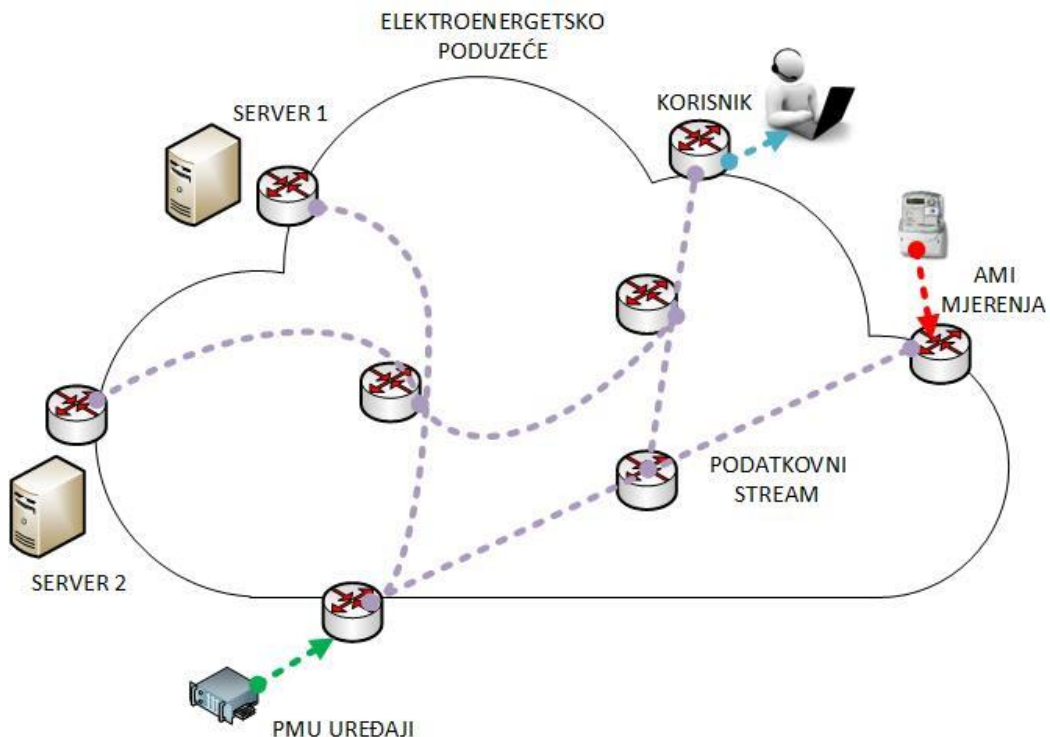 ELEKTROENERGETSKO
PODUZEĆE
SERVER 1
KORISNIK
AMI
MJERENJA
PODATKOVNI
STREAM
SERVER 2
PMU UREĐAJI